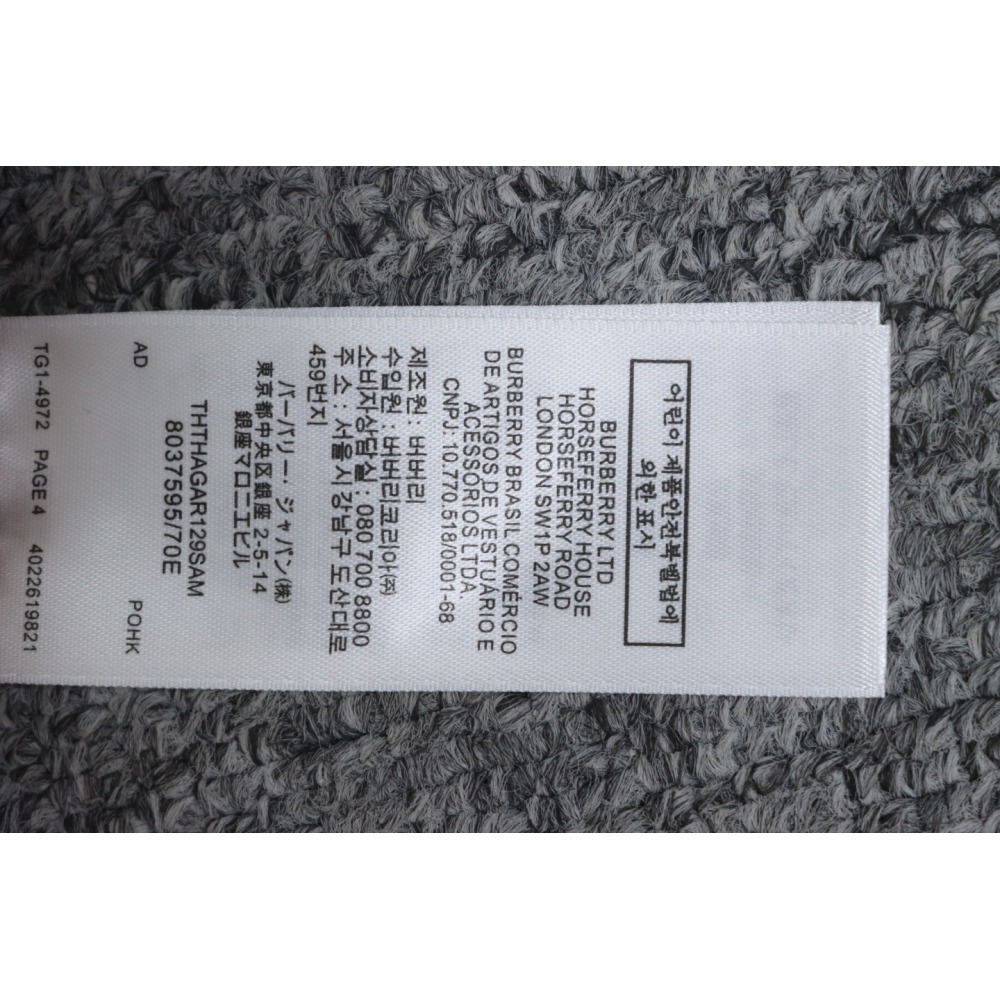 어린이제품안전특별법에
의한 표시
BURBERRY LTD
HORSEFERRY HOUSE
HORSEFERRY ROAD
LONDON SW1P 2AW
BURBERRY BRASIL COMÉRCIO
DE ARTIGOS DE VESTUÁRIO E
ACESSÓRIOS LTDA
CNPJ: 10.770.518/0001-68
제조원 : 버버리
수입원 : 버버리코리아(주)
소비자상담실 : 080 700 8800
주 소 : 서울시 강남구 도산대로
459번지
バーバリー・ジャパン(株)
東京都中央区銀座 2-5-14
銀座マロニエビル
THTHAGAR129SAM
8037595/70E
AD POHK
TG1-4972 PAGE 4 4022619821